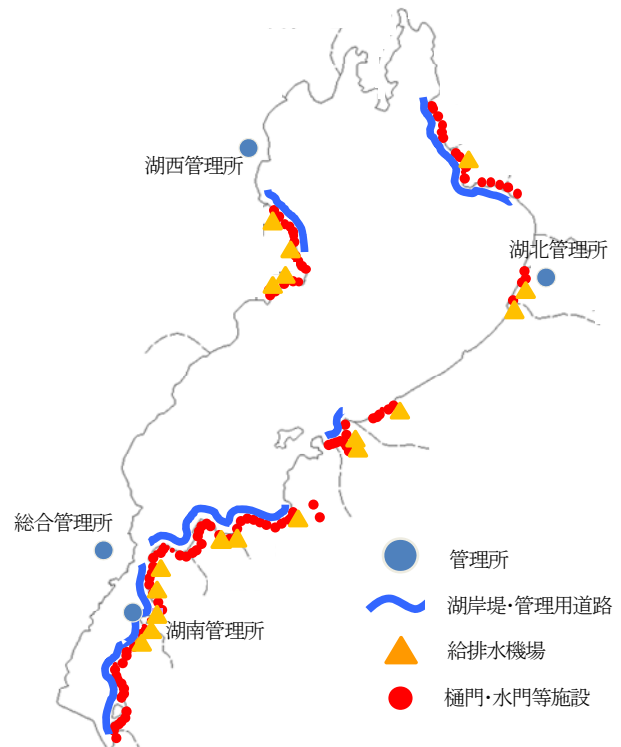 湖西管理所
湖北管理所
総合管理所
湖南管理所
管理所
湖岸堤・管理用道路
給排水機場
樋門・水門等施設